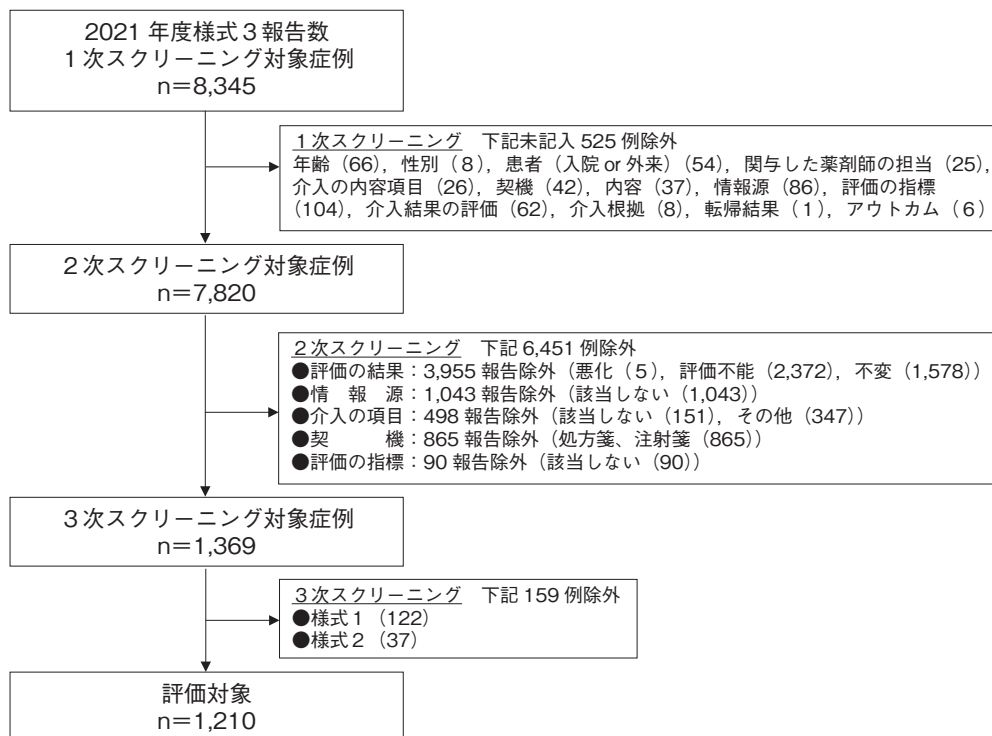 2021 年度様式３報告数
１次スクリーニング対象症例
n＝8,345
１次スクリーニング　下記未記入 525 例除外
年齢（66），性別（８），患者（入院 or 外来）（54），関与した薬剤師の担当（25），
介入の内容項目（26），契機（42），内容（37），情報源（86），評価の指標
（104），介入結果の評価（62），介入根拠（8），転帰結果（１），アウトカム（６）
２次スクリーニング対象症例
n＝7,820
２次スクリーニング　下記 6,451 例除外
●評価の結果：3,955 報告除外（悪化（５），評価不能（2,372），不変（1,578））
●情　報　源：1,043 報告除外（該当しない（1,043））
●介入の項目：498 報告除外（該当しない（151），その他（347））
●契　　　機：865 報告除外（処方箋、注射箋（865））
●評価の指標：90 報告除外（該当しない（90））
３次スクリーニング対象症例
n＝1,369
３次スクリーニング　下記 159 例除外
●様式１（122）
●様式２（37）
評価対象
n＝1,210